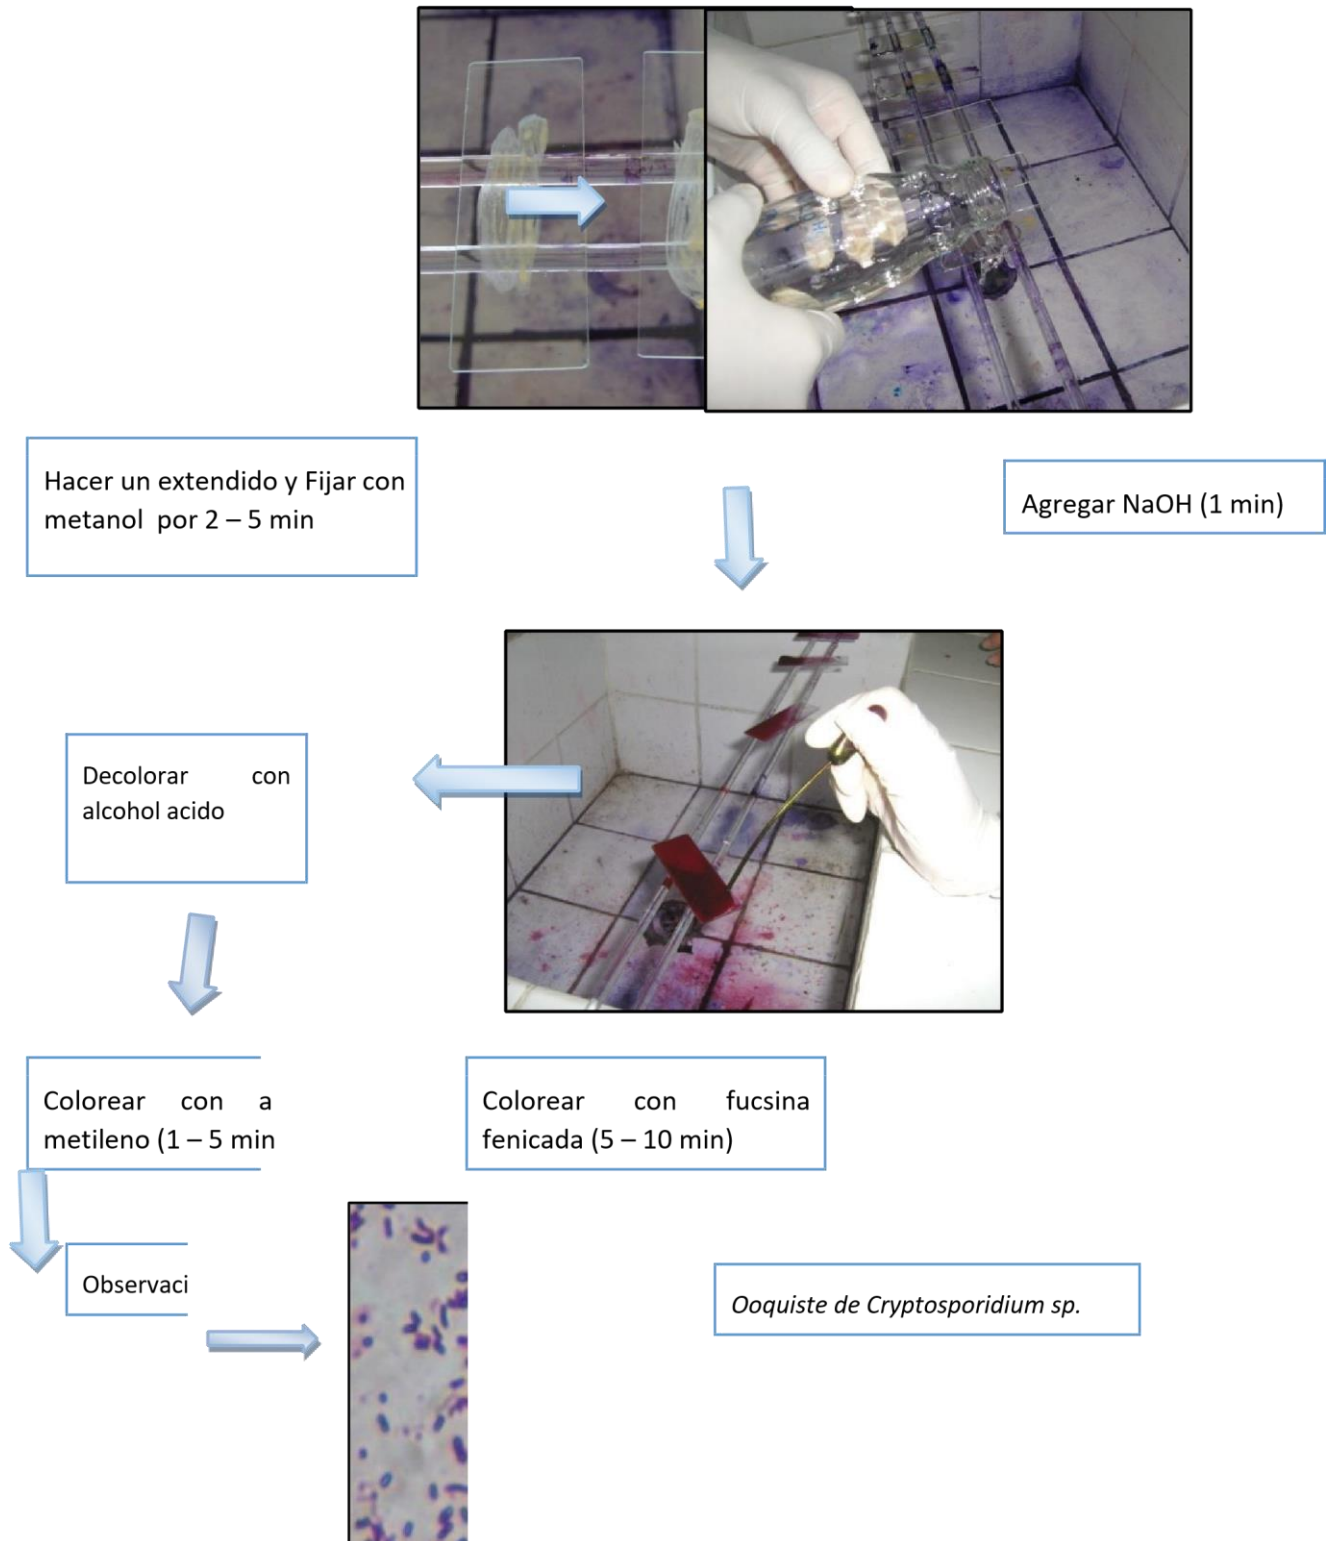 Hacer un extendido y Fijar con
metanol por 2 – 5 min
Agregar NaOH (1 min)
Decolorar con
alcohol acido
Colorear con a
metileno (1 – 5 min
Colorear con fucsina
fenicada (5 – 10 min)
Observaci
Ooquiste de Cryptosporidium sp.